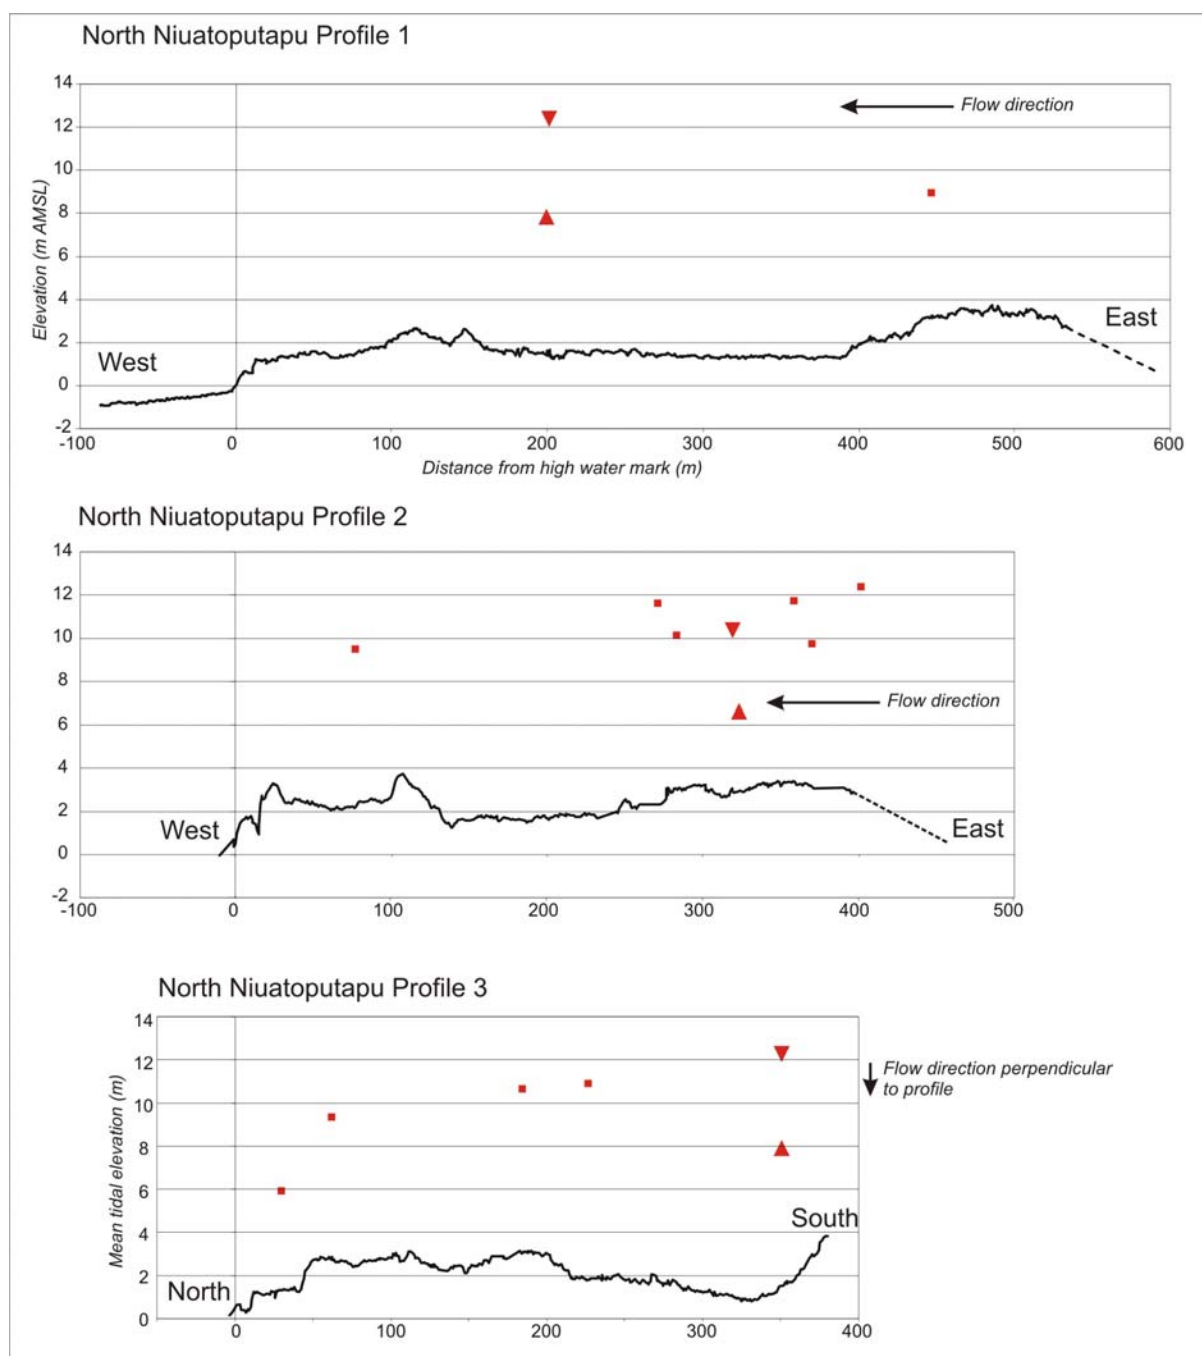 North Niuatoputapu Profile 1
14
12
10
8
6
4
2
0
-2
Elevation (m AMSL)
Flow direction
West
East
-100 0 100 200 300 400 500 600
Distance from high water mark (m)
North Niuatoputapu Profile 2
14
12
10
8
6
4
2
0
-2
Flow direction
West
East
-100 0 100 200 300 400 500
North Niuatoputapu Profile 3
14
12
10
8
6
4
2
0
Mean tidal elevation (m)
Flow direction perpendicular
to profile
South
North
0 100 200 300 400